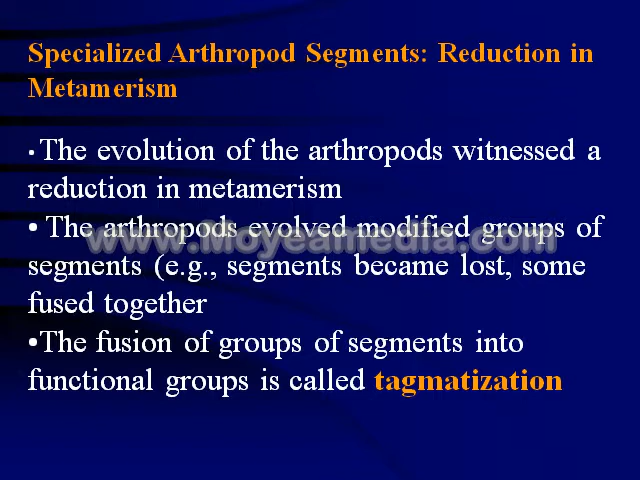 Specialized Arthropod Segments: Reduction in
Metamerism
• The evolution of the arthropods witnessed a
reduction in metamerism
• The arthropods evolved modified groups of
www.Moyeamedia.com
segments (e.g., segments became lost, some
fused together
•The fusion of groups of segments into
functional groups is called tagmatization